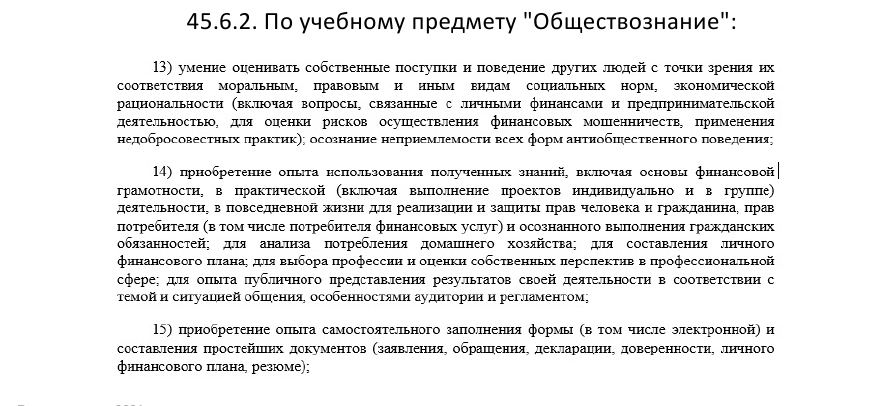 45.6.2. По учебному предмету "Обществознание":
13) умение оценивать собственные поступки и поведение других людей с точки зрения их
соответствия моральным, правовым и иным видам социальных норм, экономической
рациональности (включая вопросы, связанные с личными финансами и предпринимательской
деятельностью, для оценки рисков осуществления финансовых мошенничеств, применения
недобросовестных практик); осознание неприемлемости всех форм антиобщественного поведения;
14) приобретение опыта использования полученных знаний, включая основы финансовой
грамотности, в практической (включая выполнение проектов индивидуально и в группе)
деятельности, в повседневной жизни для реализации и защиты прав человека и гражданина, прав
потребителя (в том числе потребителя финансовых услуг) и осознанного выполнения гражданских
обязанностей; для анализа потребления домашнего хозяйства; для составления личного
финансового плана; для выбора профессии и оценки собственных перспектив в профессиональной
сфере; для опыта публичного представления результатов своей деятельности в соответствии с
темой и ситуацией общения, особенностями аудитории и регламентом;
15) приобретение опыта самостоятельного заполнения формы (в том числе электронной) и
составления простейших документов (заявления, обращения, декларации, доверенности, личного
финансового плана, резюме);